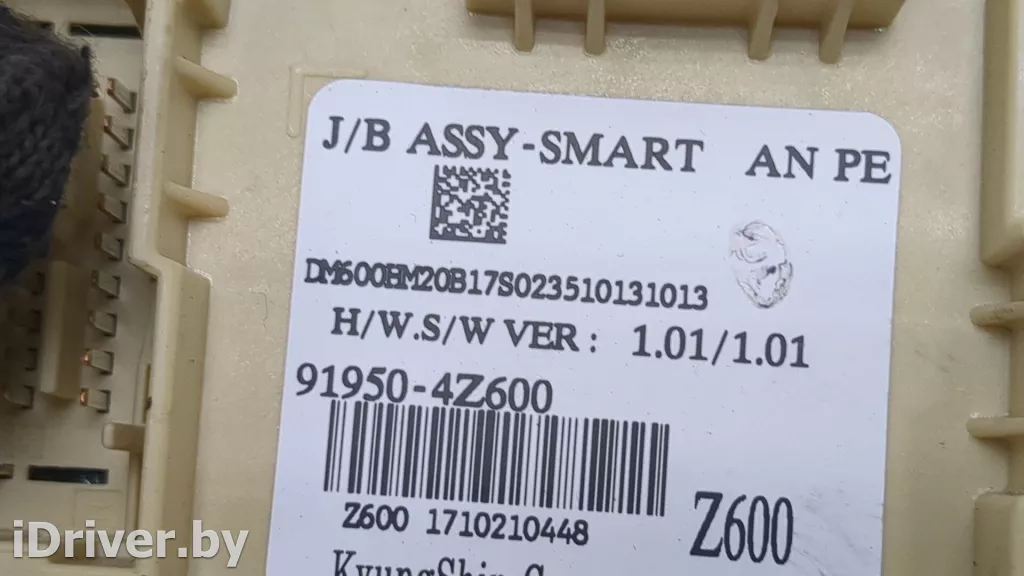 J/B ASSY-SMART AN PE
DM600HM20B17S023510131013
H/W.S/W VER : 1.01/1.01
91950-4Z600
Z600 1710210448
Z600
iDriver.by